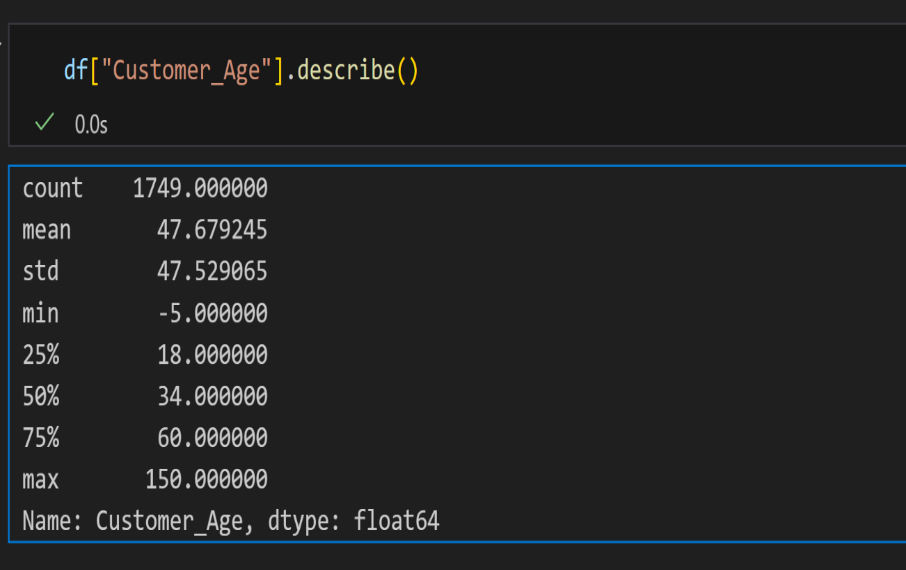 df["Customer_Age"].describe()
✓ 0.0s
count 1749.000000
mean 47.679245
std 47.529065
min -5.000000
25% 18.000000
50% 34.000000
75% 60.000000
max 150.000000
Name: Customer_Age, dtype: float64